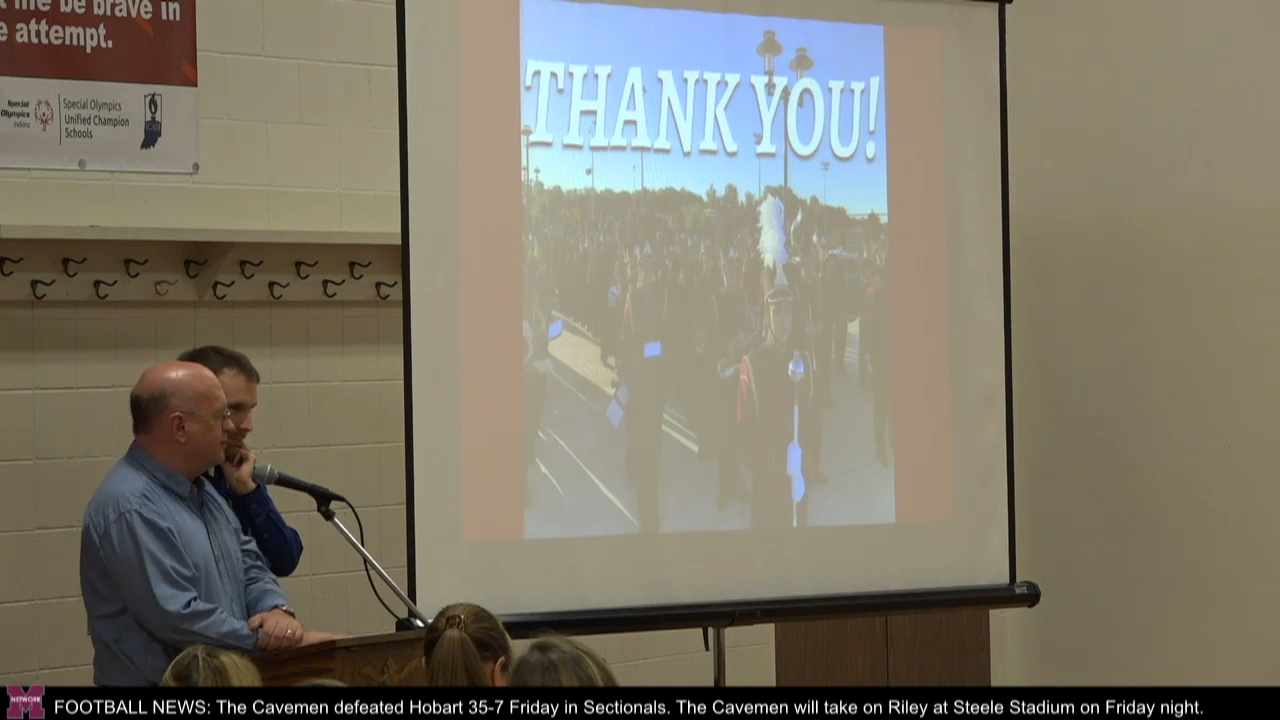 me be brave in
attempt.
Special
Olympics
Indiana
Special Olympics
Unified Champion
Schools
THANK YOU!
NETWORK
FOOTBALL NEWS: The Cavemen defeated Hobart 35-7 Friday in Sectionals. The Cavemen will take on Riley at Steele Stadium on Friday night.